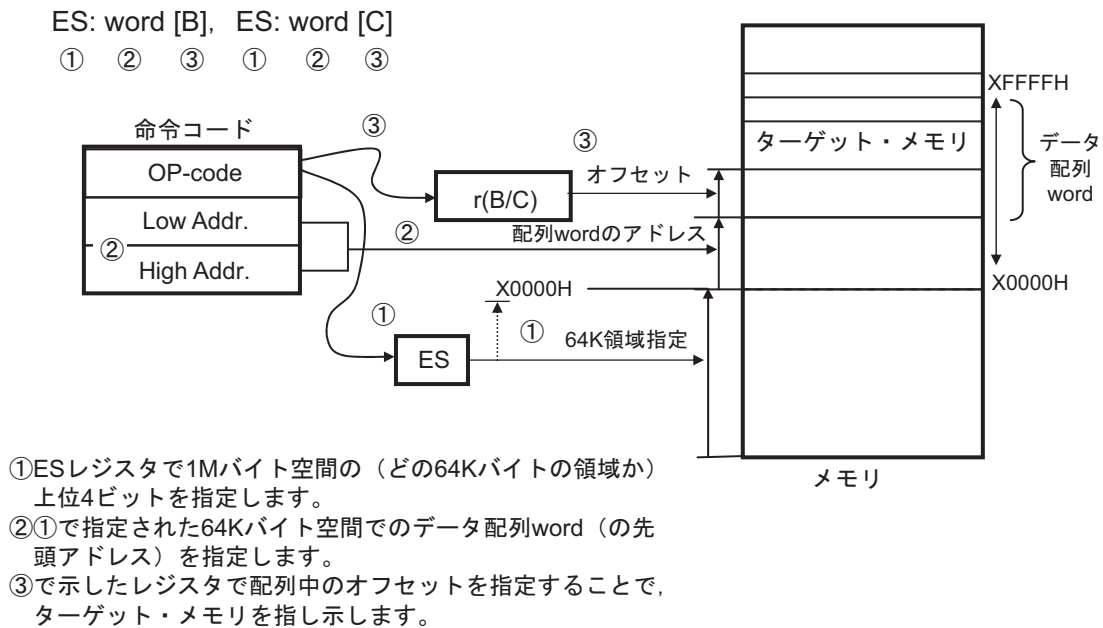 ES: word [B], ES: word [C]
① ② ③ ① ② ③
命令コード
OP-code
Low Addr.
②
High Addr.
③
r(B/C)
③
オフセット
②
配列wordのアドレス
①
ES
X0000H
①
64K領域指定
XFFFFH
ターゲット・メモリ
データ
配列
word
X0000H
メモリ
①ESレジスタで1Mバイト空間の（どの64Kバイトの領域か）
上位4ビットを指定します。
②①で指定された64Kバイト空間でのデータ配列word（の先
頭アドレス）を指定します。
③で示したレジスタで配列中のオフセットを指定することで,
ターゲット・メモリを指し示します。